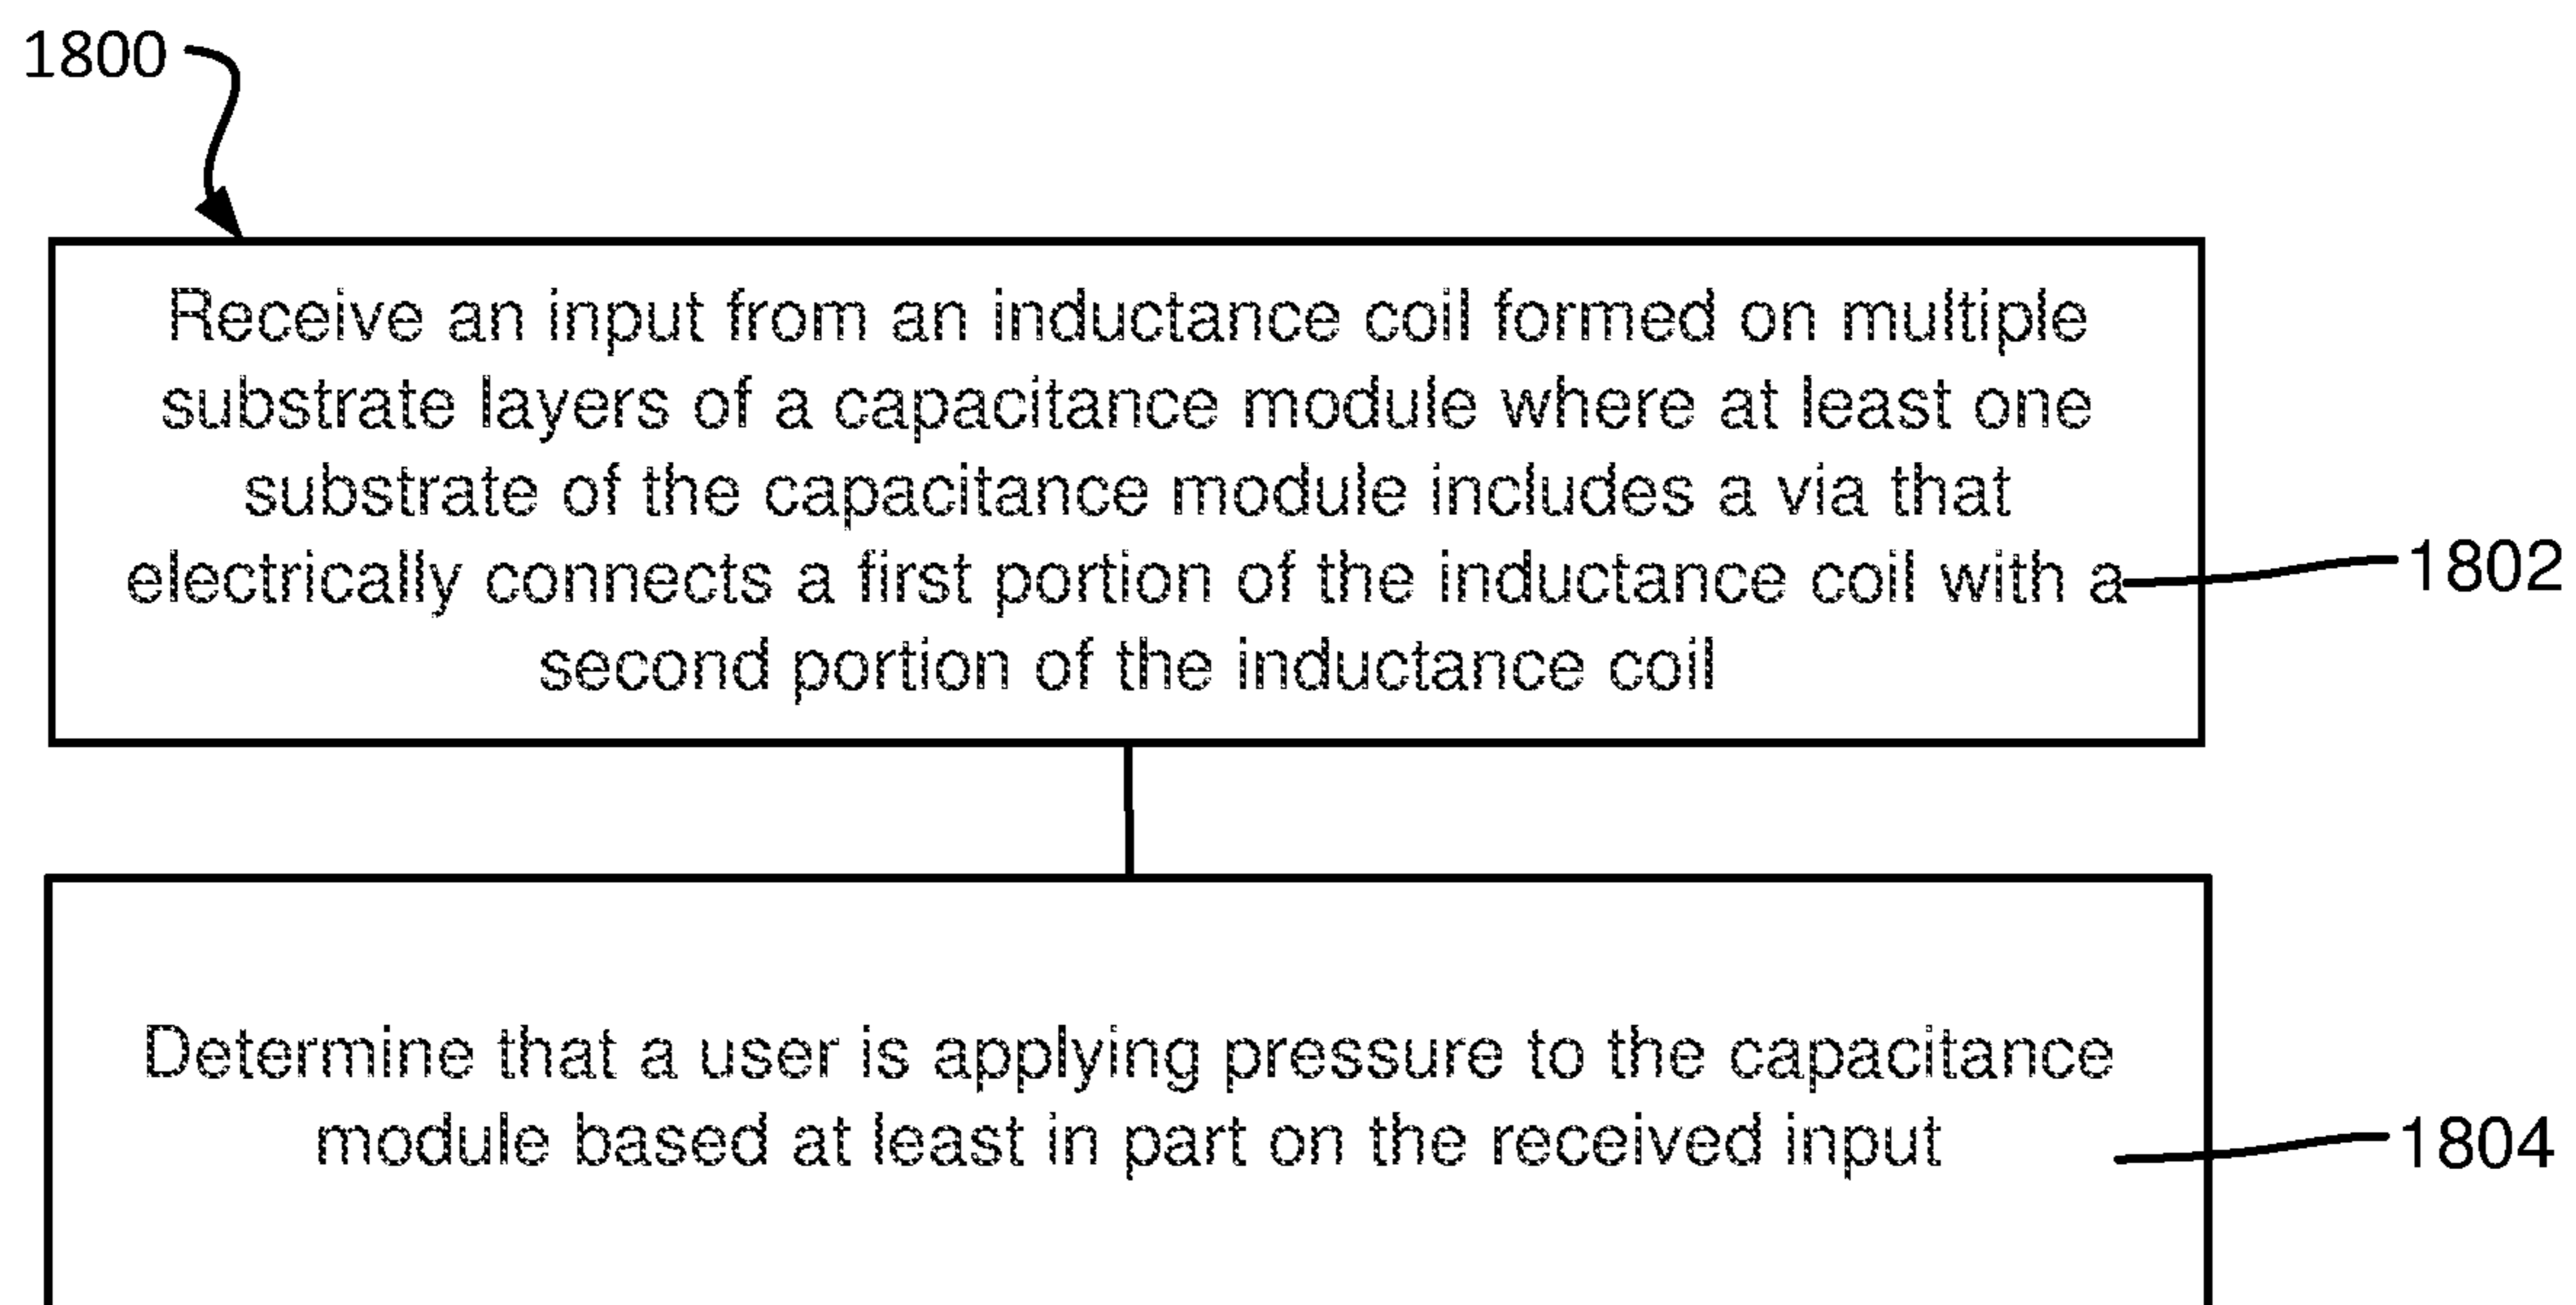 1800
Receive an input from an inductance coil formed on multiple
substrate layers of a capacitance module where at least one
substrate of the capacitance module includes a via that
electrically connects a first portion of the inductance coil with a
second portion of the inductance coil
1802
Determine that a user is applying pressure to the capacitance
module based at least in part on the received input
1804